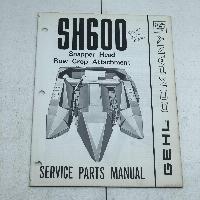 SH600
Snapper Head
Row Crop Attachment
GEHL
SERVICE PARTS MANUAL